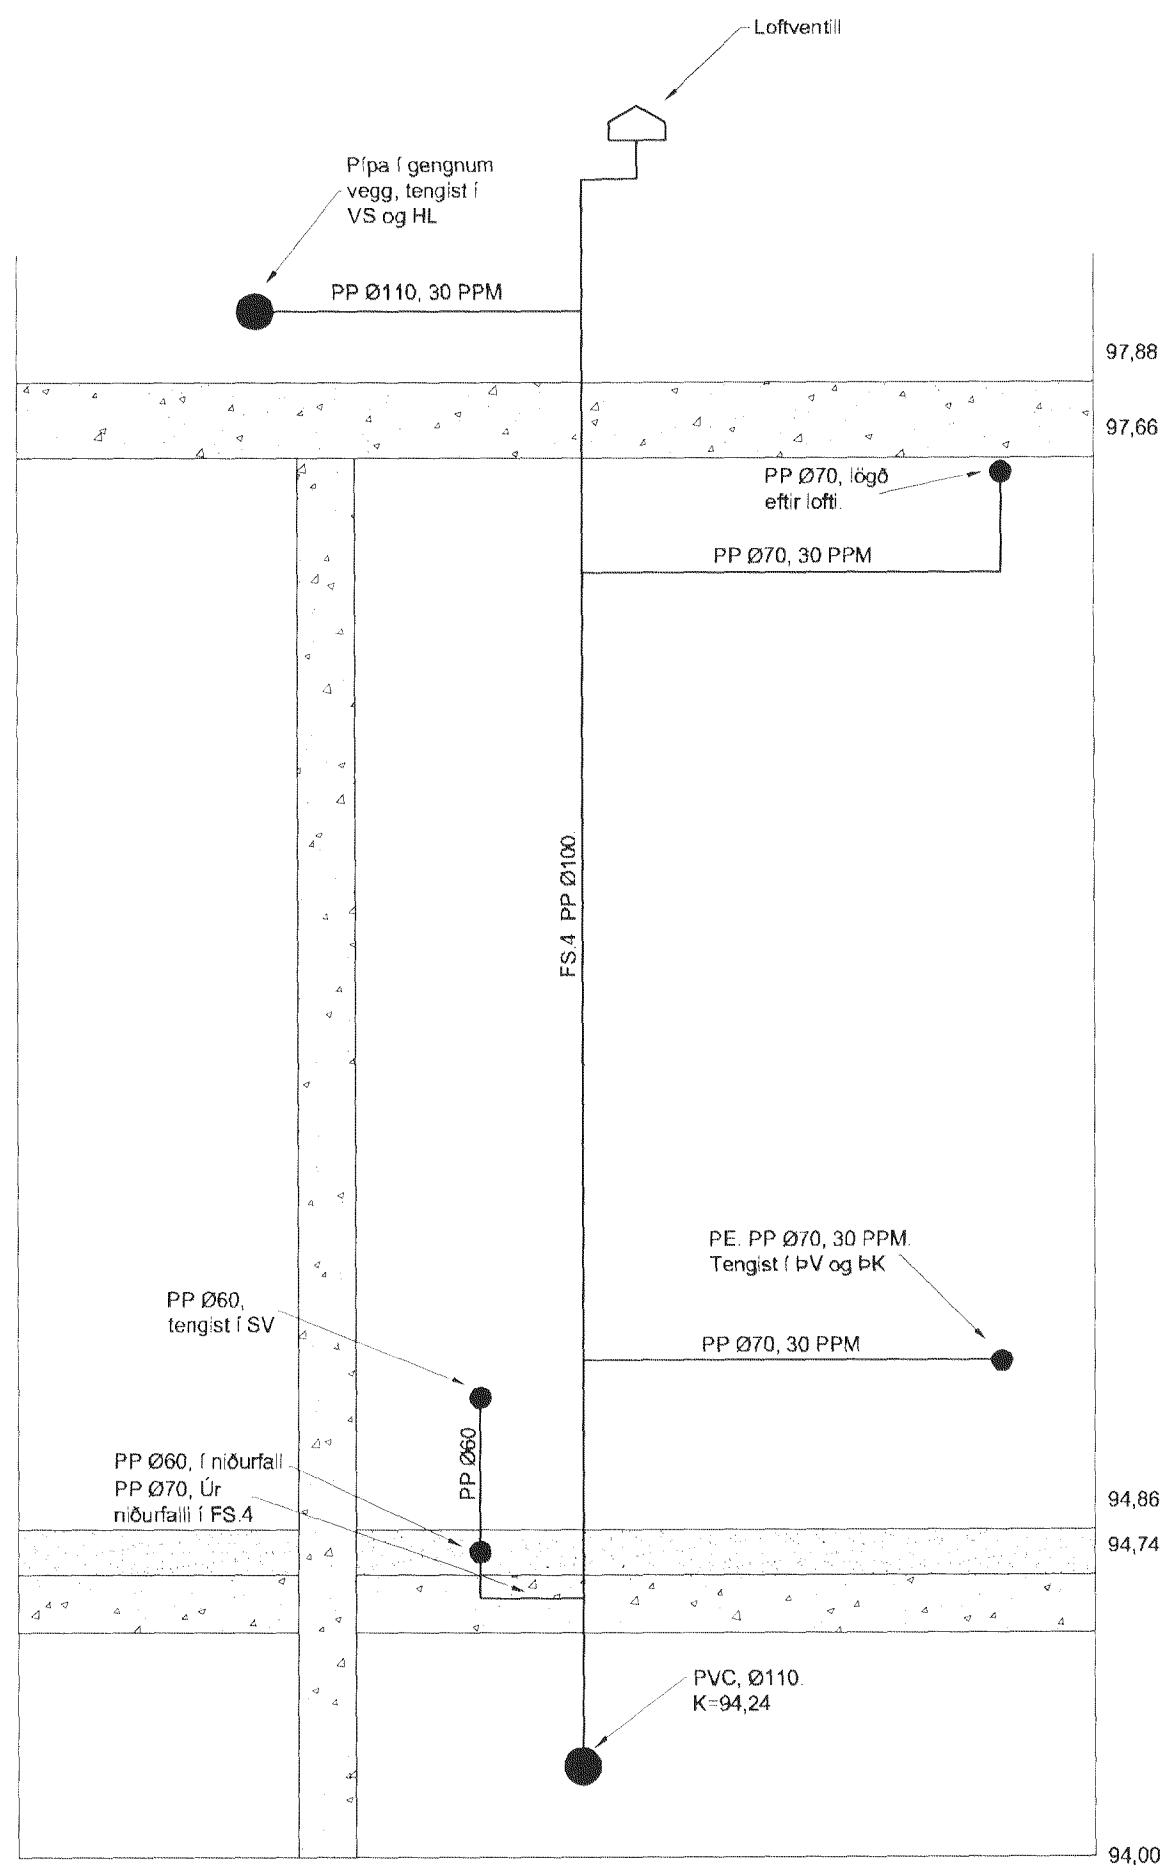 Loftventill
Pípa í gengnum
vegg, tengist í
VS og HL
PP Ø110, 30 PPM
97,88
97,66
PP Ø70, lögð
eftir lofti.
PP Ø70, 30 PPM
FS.4 PP Ø100.
PE. PP Ø70, 30 PPM.
Tengist í ÞV og ÞK
PP Ø60,
tengist í SV
PP Ø70, 30 PPM
PP Ø60
PP Ø60, í niðurfall
PP Ø70, Úr
niðurfalli í FS.4
94,86
94,74
PVC, Ø110.
K=94,24
94,00